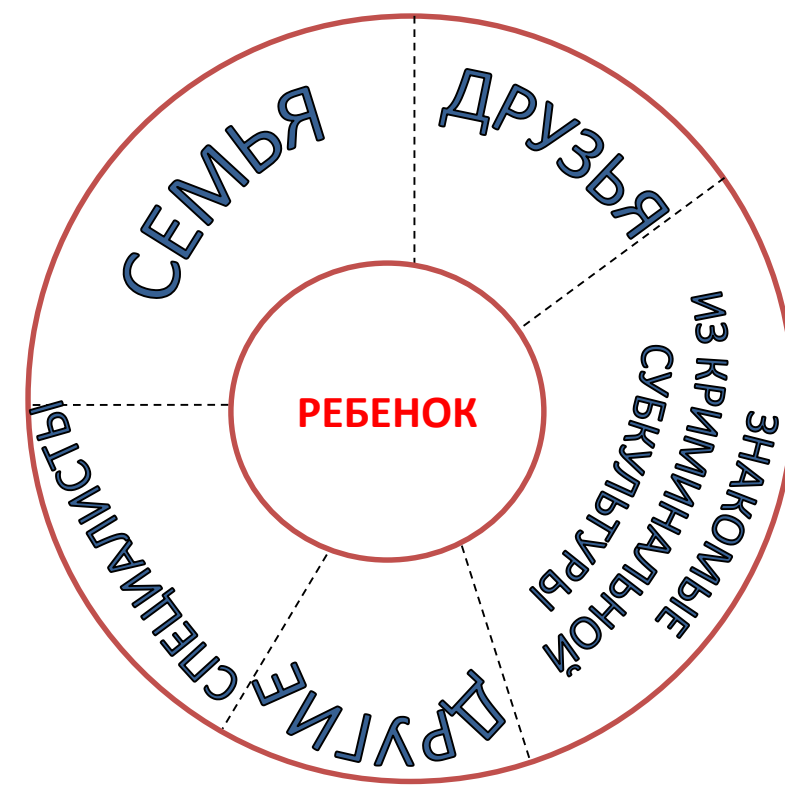 СЕМЬЯ
ДРУЗЬЯ
ЗНАКОМЫЕ
ИЗ КРИМИНАЛЬНОЙ
СУБКУЛЬТУРЫ
ДРУГИЕ
СПЕЦИАЛИСТЫ
РЕБЕНОК